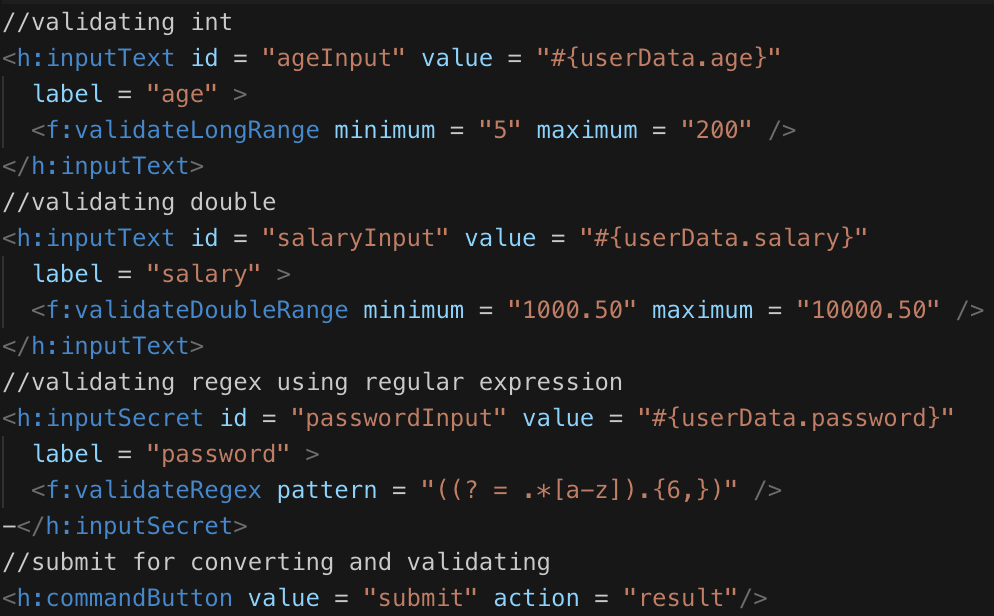 //validating int
<h:inputText id = "ageInput" value = "#{userData.age}"
label = "age" >
<f:validateLongRange minimum = "5" maximum = "200" />
</h:inputText>
//validating double
<h:inputText id = "salaryInput" value = "#{userData.salary}"
label = "salary" >
<f:validateDoubleRange minimum = "1000.50" maximum = "10000.50" />
</h:inputText>
//validating regex using regular expression
<h:inputSecret id = "passwordInput" value = "#{userData.password}"
label = "password" >
<f:validateRegex pattern = "((? = .*[a-z]).{6,})" />
−</h:inputSecret>
//submit for converting and validating
<h:commandButton value = "submit" action = "result"/>